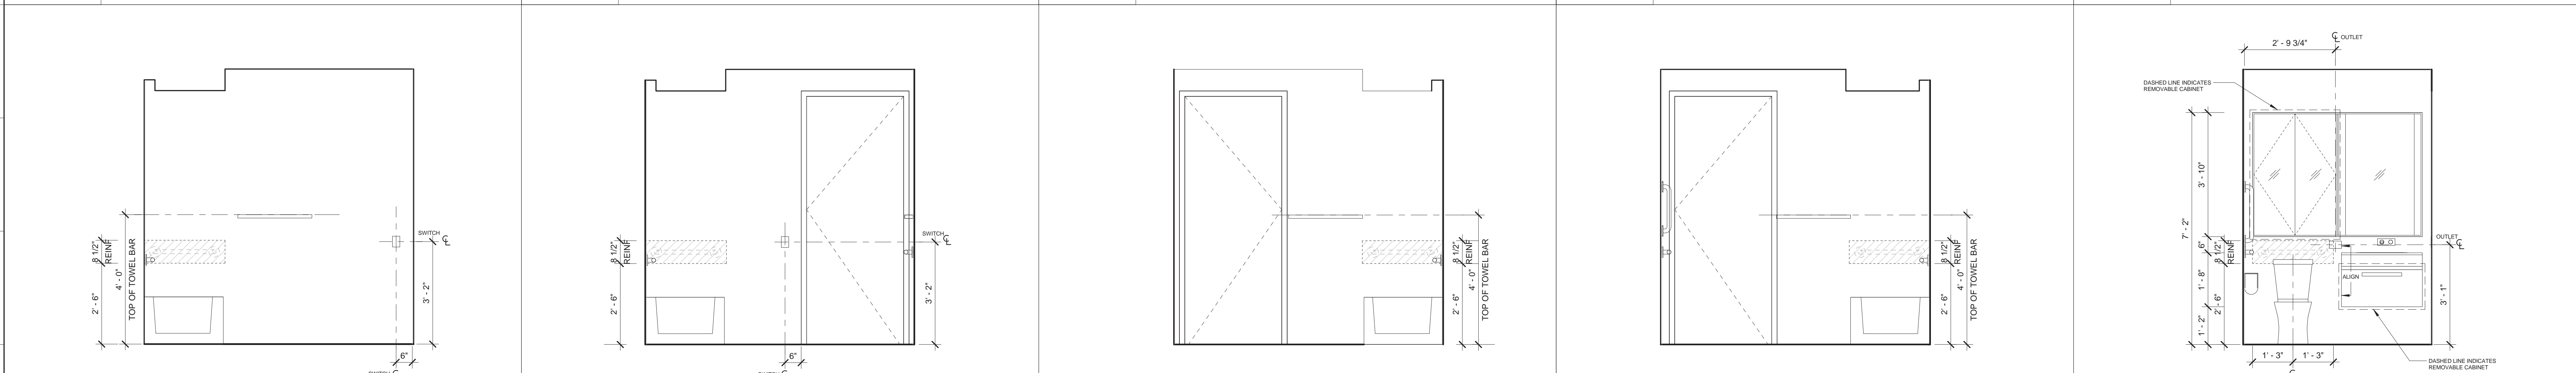 SWITCH
8 1/2"
REINF
2' - 6"
4' - 0"
TOP OF TOWEL BAR
3' - 2"
6"
8 1/2"
REINF
2' - 6"
SWITCH
3' - 2"
6"
8 1/2"
REINF
2' - 6"
4' - 0"
TOP OF TOWEL BAR
8 1/2"
REINF
2' - 6"
4' - 0"
TOP OF TOWEL BAR
2' - 9 3/4"
OUTLET
DASHED LINE INDICATES
REMOVABLE CABINET
7' - 2"
3' - 10"
6"
8 1/2"
REINF
1' - 8"
2' - 6"
1' - 2"
ALIGN
OUTLET
3' - 1"
1' - 3"
1' - 3"
DASHED LINE INDICATES
REMOVABLE CABINET